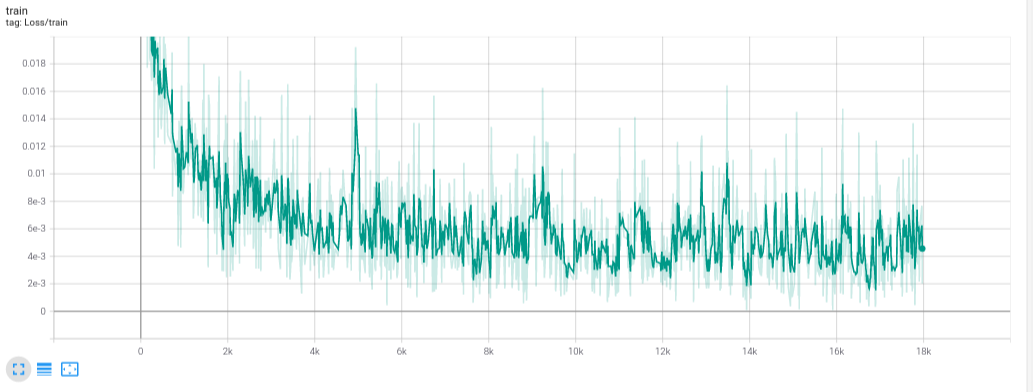 train
tag: Loss/train
0.018
0.016
0.014
0.012
0.01
8e-3
6e-3
4e-3
2e-3
0
0 2k 4k 6k 8k 10k 12k 14k 16k 18k